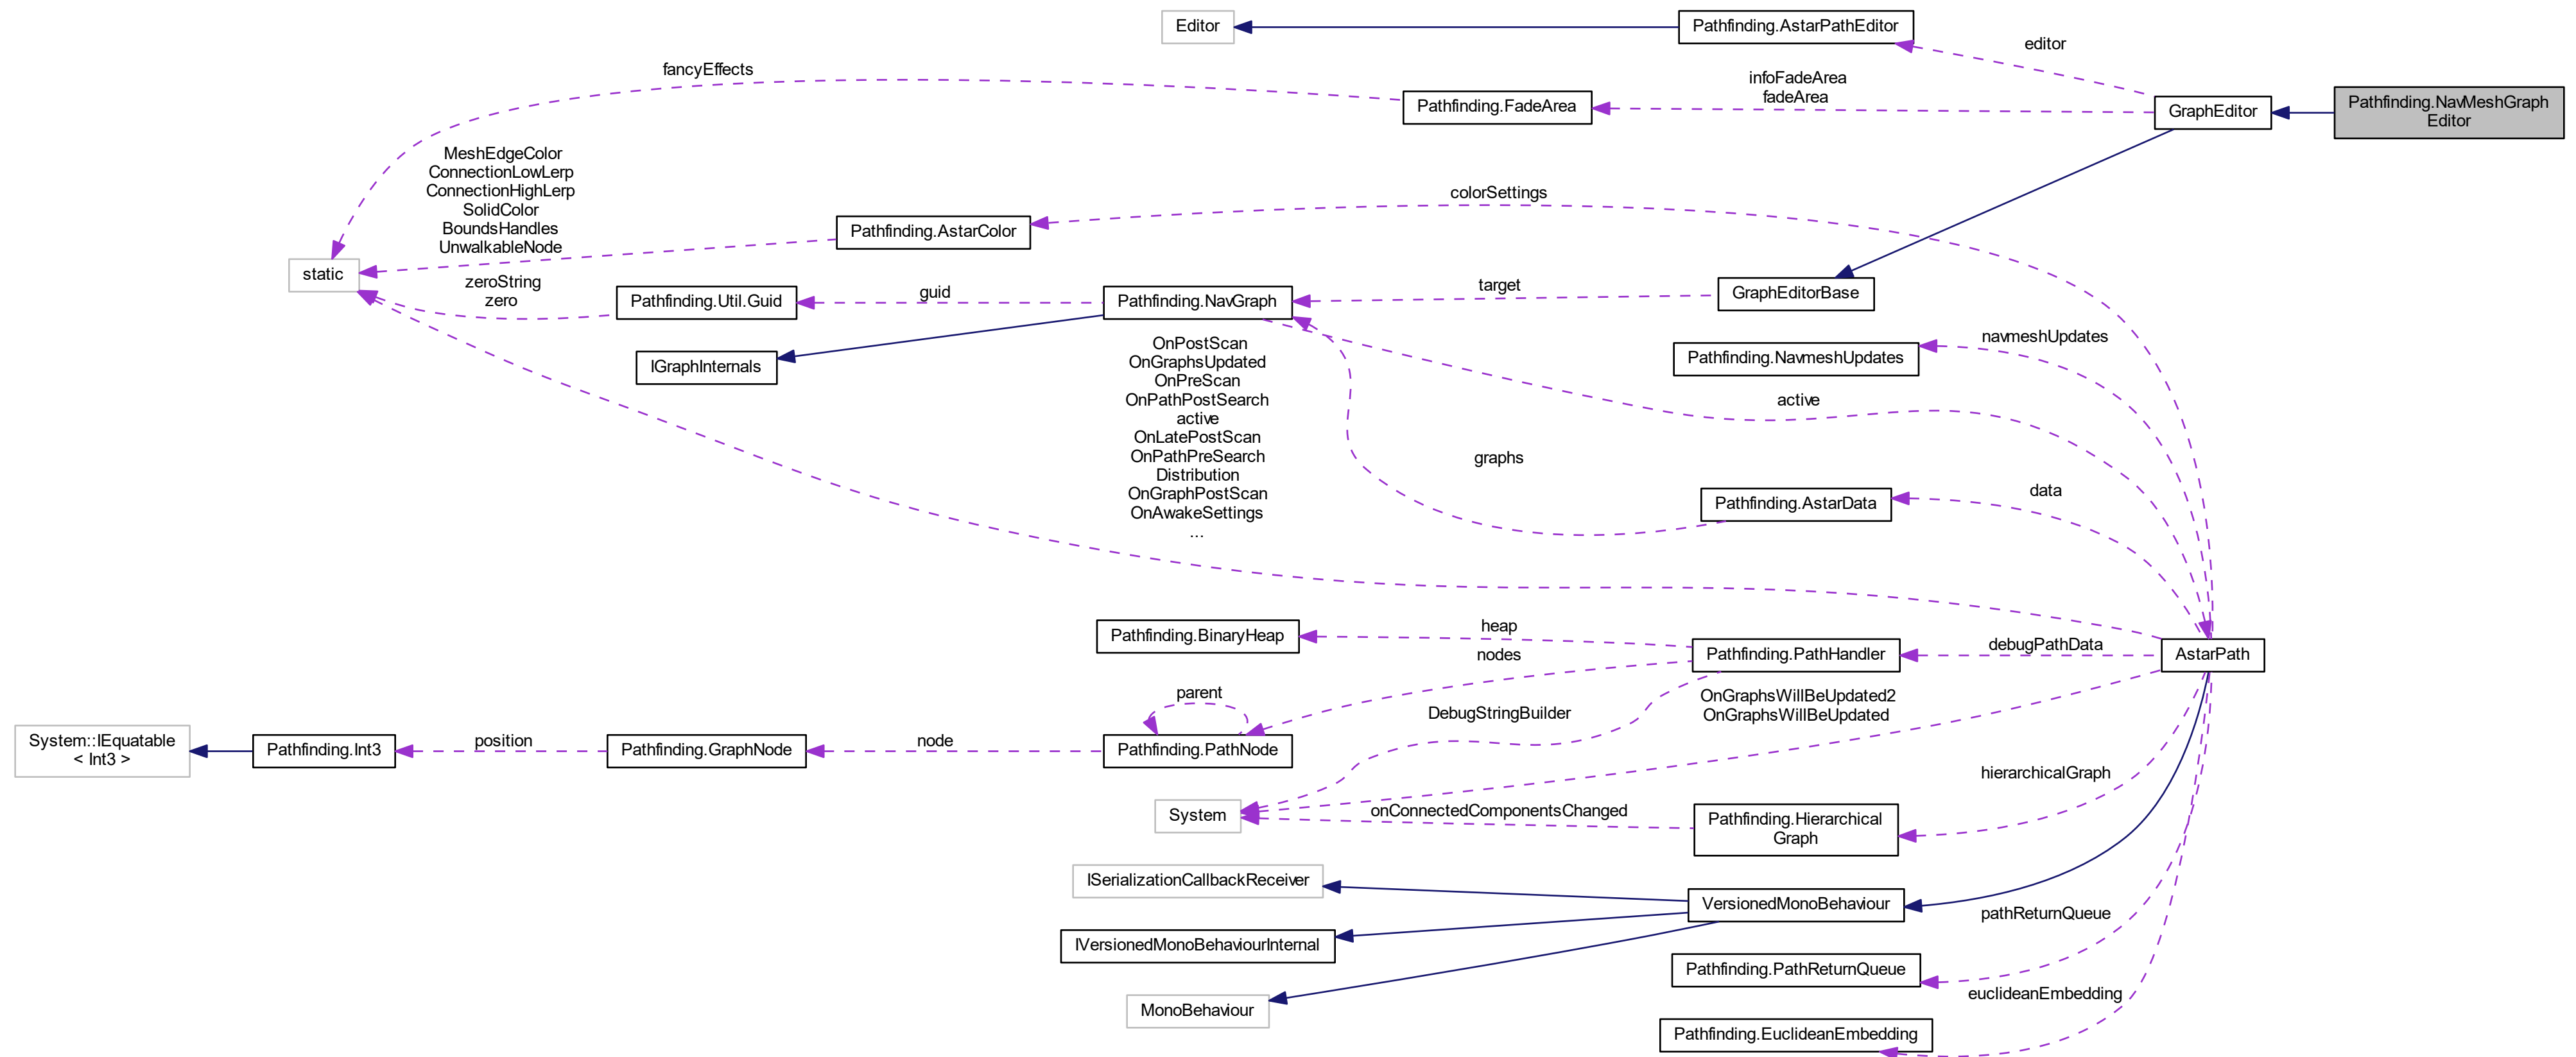 Editor
Pathfinding.AstarPathEditor
editor
fancyEffects
infoFadeArea
fadeArea
Pathfinding.FadeArea
GraphEditor
Pathfinding.NavMeshGraph
Editor
MeshEdgeColor
ConnectionLowLerp
ConnectionHighLerp
SolidColor
BoundsHandles
UnwalkableNode
colorSettings
Pathfinding.AstarColor
static
zeroString
zero
Pathfinding.Util.Guid
guid
Pathfinding.NavGraph
target
GraphEditorBase
IGraphInternals
navmeshUpdates
Pathfinding.NavmeshUpdates
OnPostScan
OnGraphsUpdated
OnPreScan
OnPathPostSearch
active
OnLatePostScan
OnPathPreSearch
Distribution
OnGraphPostScan
OnAwakeSettings
...
active
graphs
data
Pathfinding.AstarData
Pathfinding.BinaryHeap
heap
nodes
Pathfinding.PathHandler
debugPathData
AstarPath
parent
DebugStringBuilder
OnGraphsWillBeUpdated2
OnGraphsWillBeUpdated
System::IEquatable
< Int3 >
Pathfinding.Int3
position
Pathfinding.GraphNode
node
Pathfinding.PathNode
hierarchicalGraph
System
onConnectedComponentsChanged
Pathfinding.Hierarchical
Graph
ISerializationCallbackReceiver
VersionedMonoBehaviour
pathReturnQueue
IVersionedMonoBehaviourInternal
Pathfinding.PathReturnQueue
MonoBehaviour
euclideanEmbedding
Pathfinding.EuclideanEmbedding